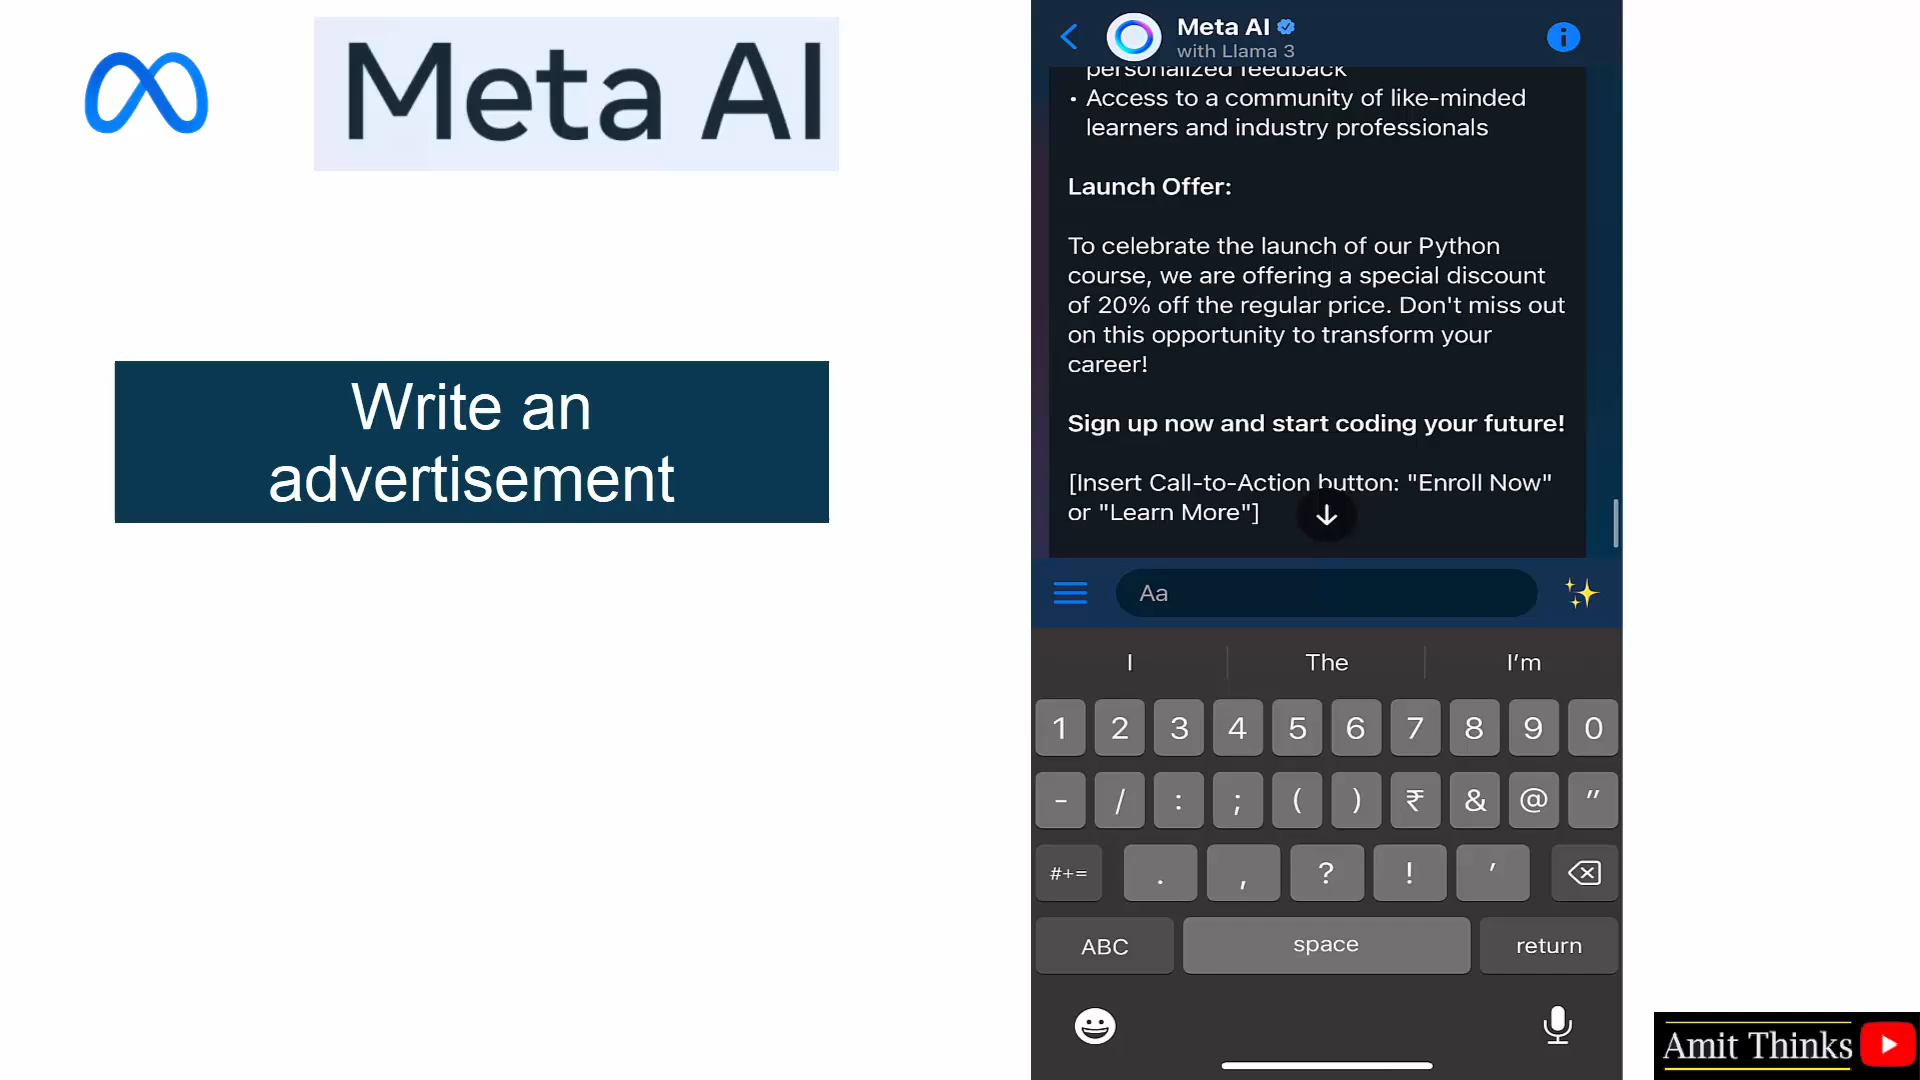 Meta AI
Write an
advertisement
Meta AI
with Llama 3
personalized feedback
• Access to a community of like-minded
learners and industry professionals
Launch Offer:
To celebrate the launch of our Python
course, we are offering a special discount
of 20% off the regular price. Don't miss out
on this opportunity to transform your
career!
Sign up now and start coding your future!
[Insert Call-to-Action button: "Enroll Now"
or "Learn More"]
Aa
I The I'm
1 2 3 4 5 6 7 8 9 0
- / : ; ( ) ₹ & @ "
#+= . , ? ! '
ABC space return
Amit Thinks